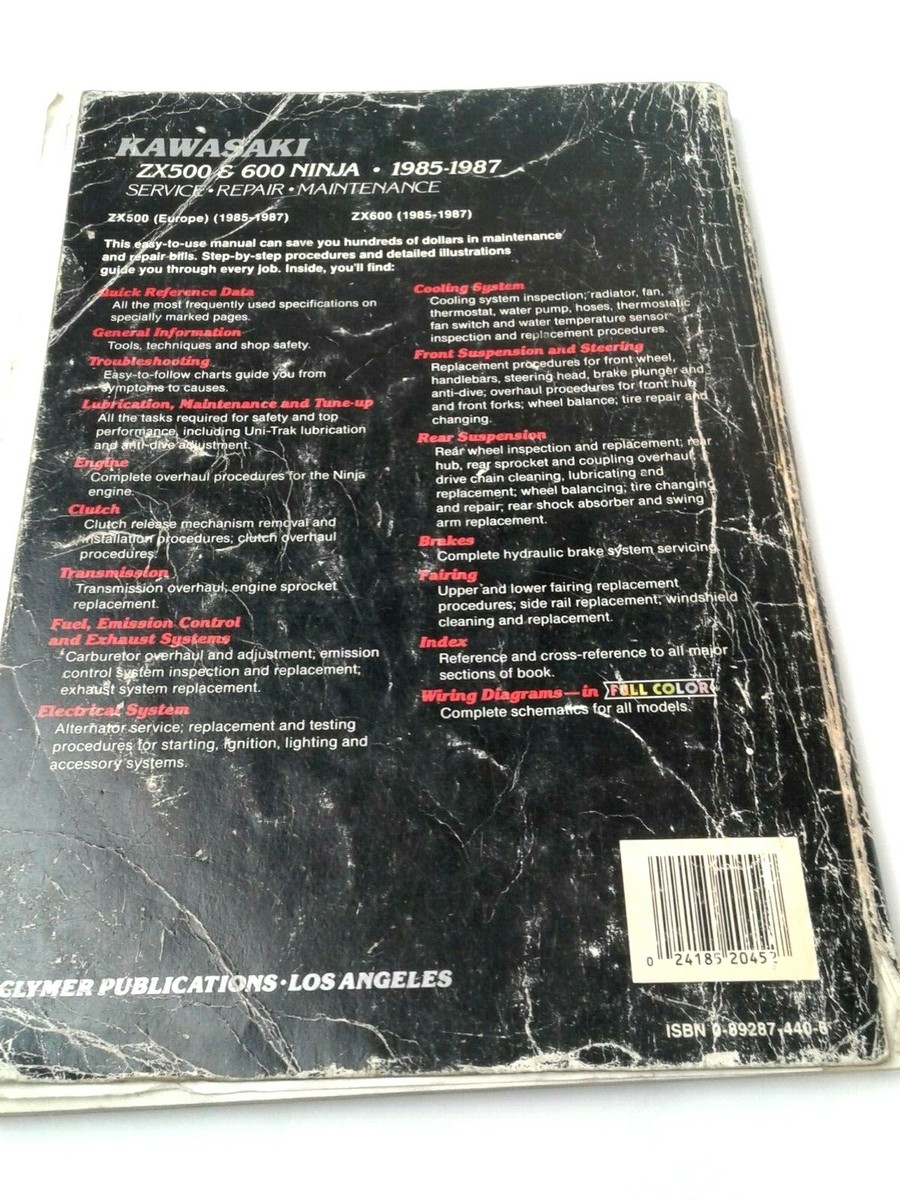 KAWASAKI
ZX500 & 600 NINJA • 1985-1987
SERVICE • REPAIR • MAINTENANCE
ZX500 (Europe) (1985-1987)
ZX600 (1985-1987)
This easy-to-use manual can save you hundreds of dollars in maintenance
and repair bills. Step-by-step procedures and detailed illustrations
guide you through every job. Inside, you'll find:
Quick Reference Data
All the most frequently used specifications on
specially marked pages.
General Information
Tools, techniques and shop safety.
Troubleshooting
Easy-to-follow charts guide you from
symptoms to causes.
Lubrication, Maintenance and Tune-up
All the tasks required for safety and top
performance, including Uni-Trak lubrication
and anti-dive adjustment.
Engine
Complete overhaul procedures for the Ninja
engine.
Clutch
Clutch release mechanism removal and
installation procedures; clutch overhaul
procedures.
Transmission
Transmission overhaul; engine sprocket
replacement.
Fuel, Emission Control
and Exhaust Systems
Carburetor overhaul and adjustment; emission
control system inspection and replacement;
exhaust system replacement.
Electrical System
Alternator service; replacement and testing
procedures for starting, ignition, lighting and
accessory systems.
Cooling System
Cooling system inspection; radiator, fan,
thermostat, water pump, hoses, thermostatic
fan switch and water temperature sensor
inspection and replacement procedures.
Front Suspension and Steering
Replacement procedures for front wheel,
handlebars, steering head, brake plunger and
anti-dive; overhaul procedures for front hub
and front forks; wheel balance; tire repair and
changing.
Rear Suspension
Rear wheel inspection and replacement; rear
hub, rear sprocket and coupling overhaul;
drive chain cleaning, lubricating and
replacement; wheel balancing; tire changing
and repair; rear shock absorber and swing
arm replacement.
Brakes
Complete hydraulic brake system servicing.
Fairing
Upper and lower fairing replacement
procedures; side rail replacement; windshield
cleaning and replacement.
Index
Reference and cross-reference to all major
sections of book.
Wiring Diagrams—in FULL COLOR
Complete schematics for all models.
0 24185 2045
CLYMER PUBLICATIONS • LOS ANGELES
ISBN 0-89287-440-6